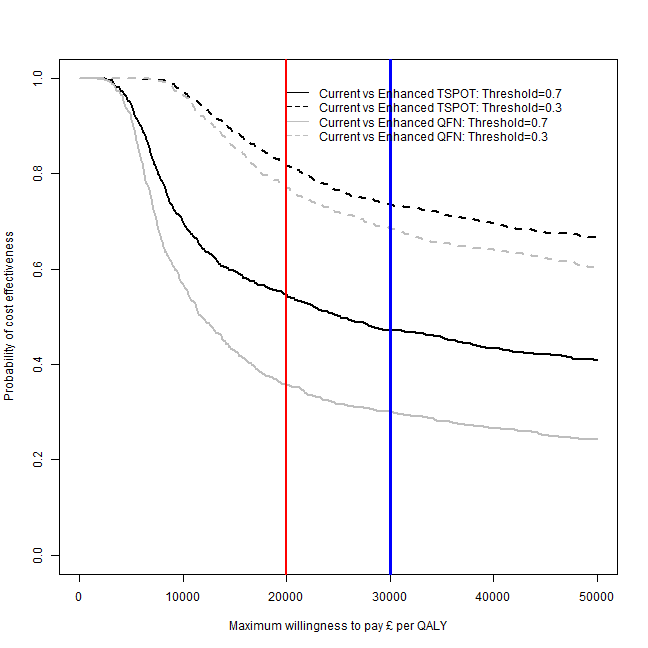 Current vs Enhanced TSPOT: Threshold=0.7
Current vs Enhanced TSPOT: Threshold=0.3
Current vs Enhanced QFN: Threshold=0.7
Current vs Enhanced QFN: Threshold=0.3
Probability of cost effectiveness
1.0
0.8
0.6
0.4
0.2
0.0
0 10000 20000 30000 40000 50000
Maximum willingness to pay £ per QALY